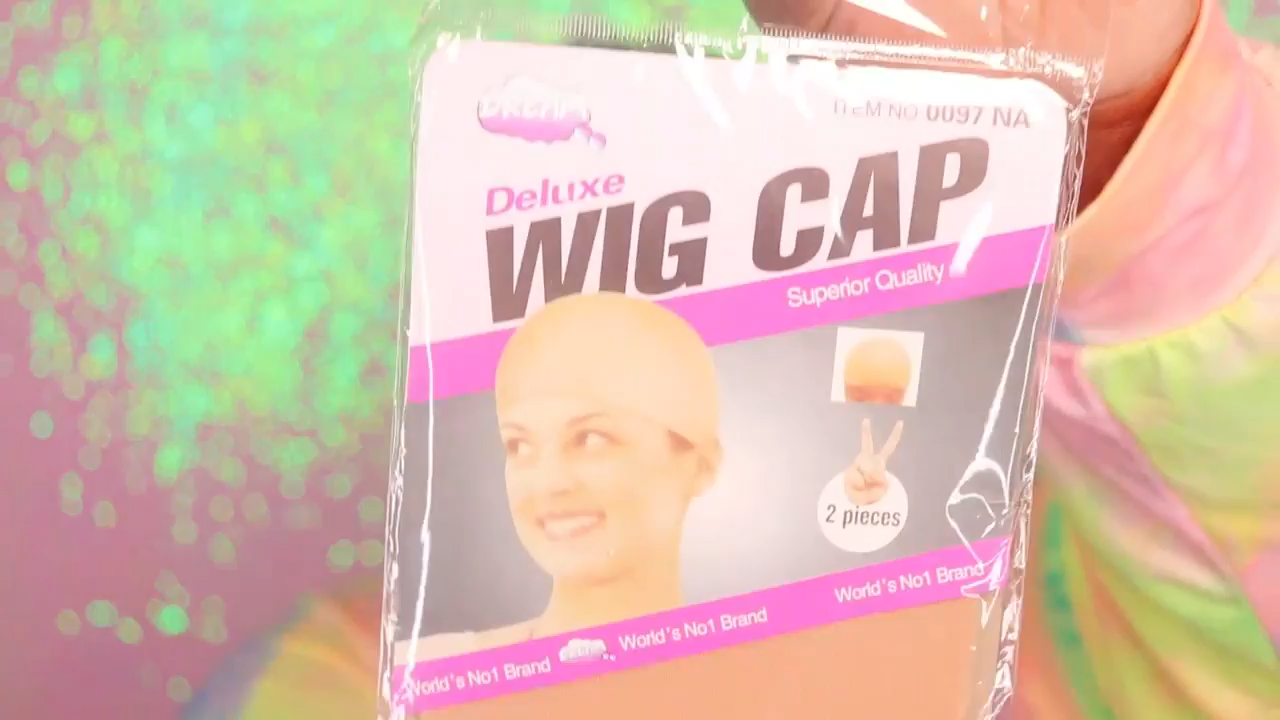 DREAM
ITEM NO 0097 NA
Deluxe
WIG CAP
Superior Quality
2 pieces
World's No1 Brand
World's No1 Brand
World's No1 Brand